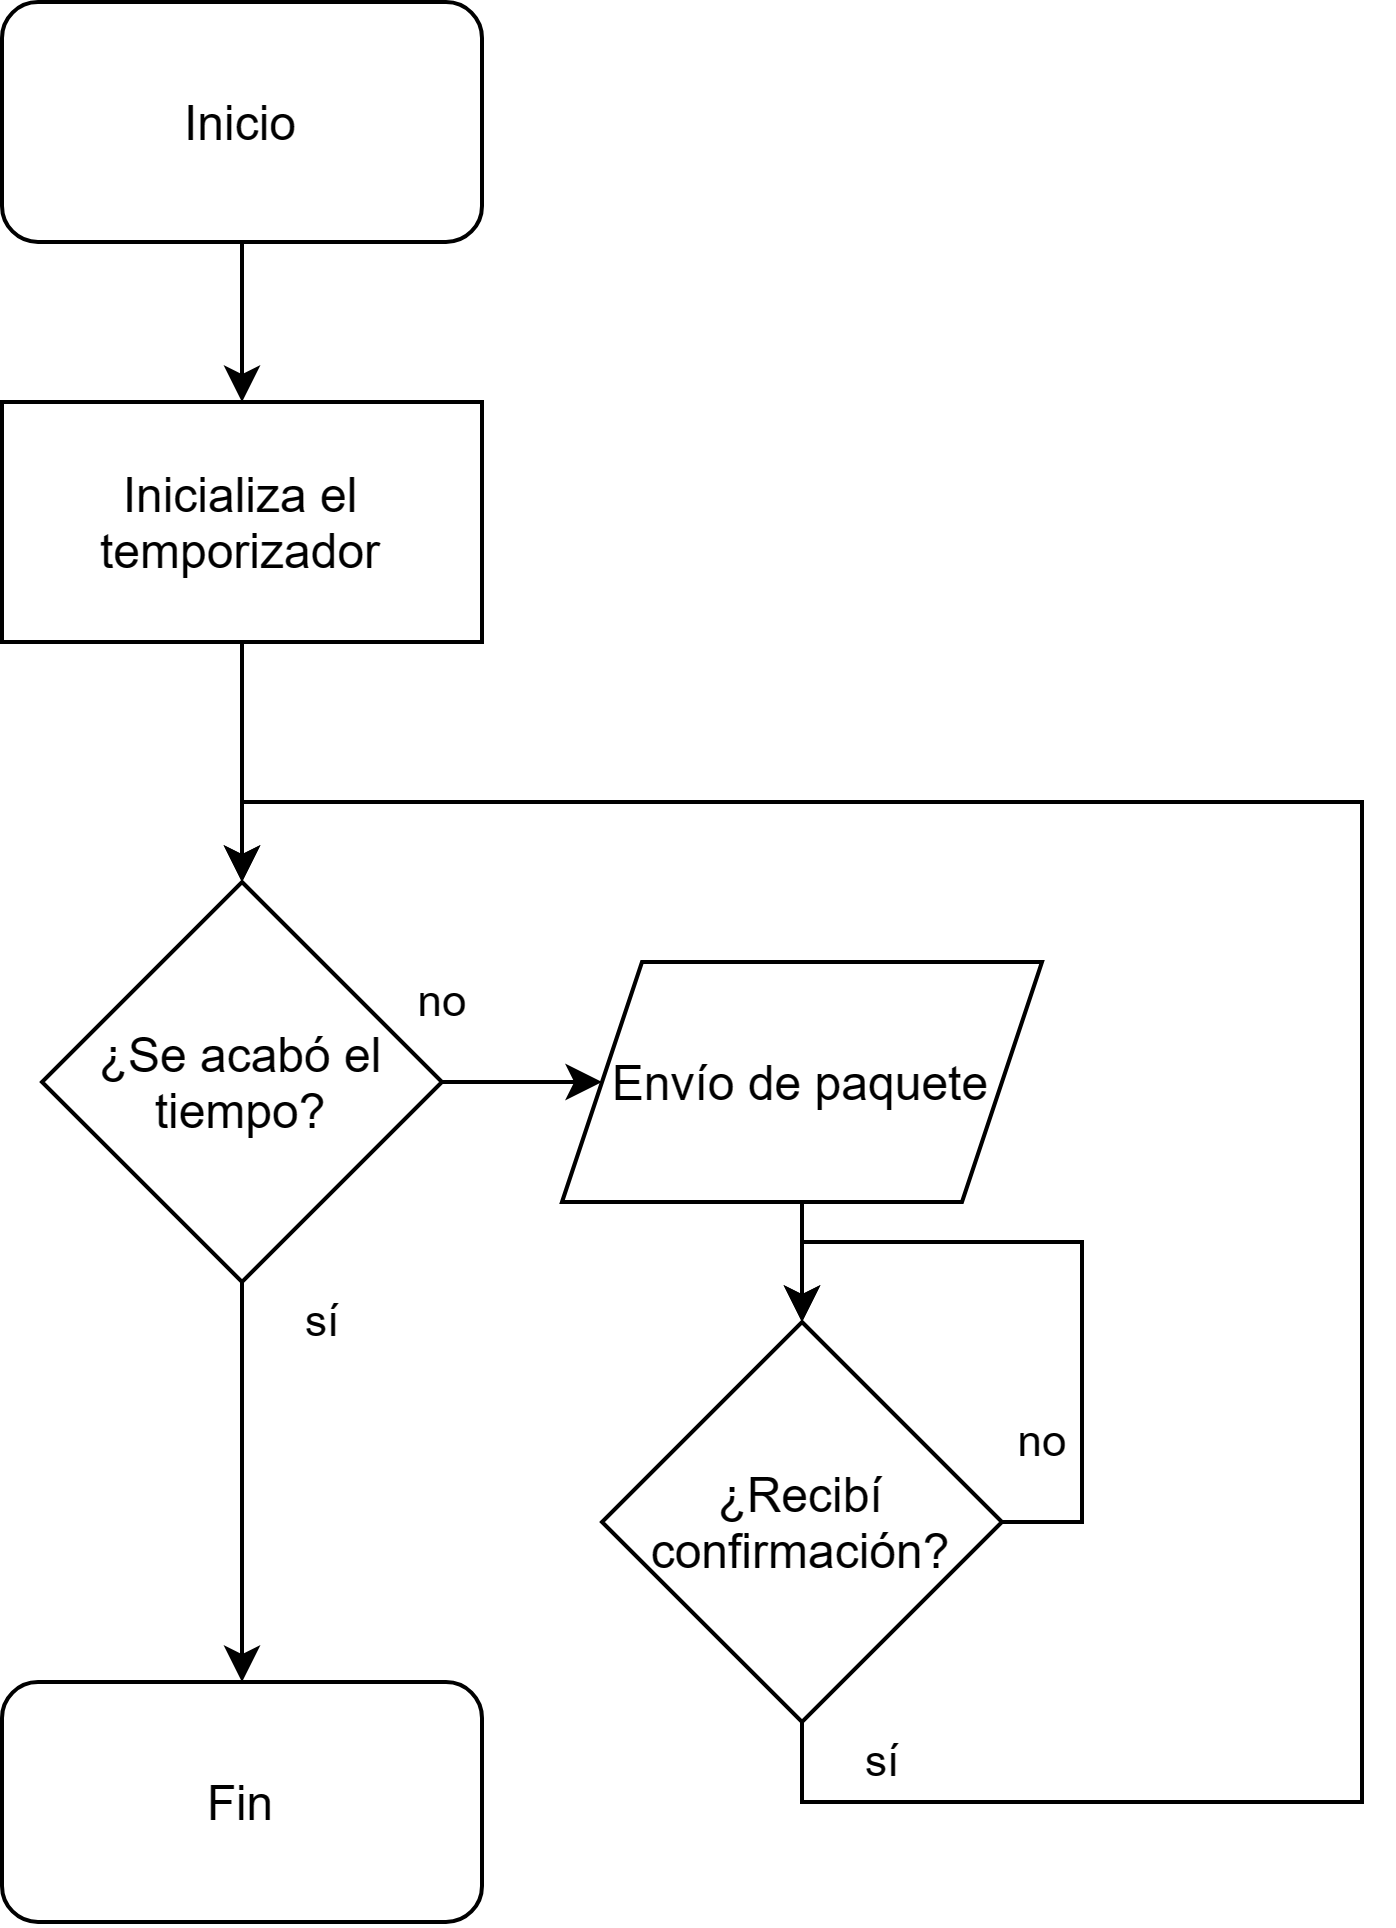 Inicio
Inicializa el
temporizador
¿Se acabó el
tiempo?
no
Envío de paquete
sí
¿Recibí
confirmación?
no
sí
Fin